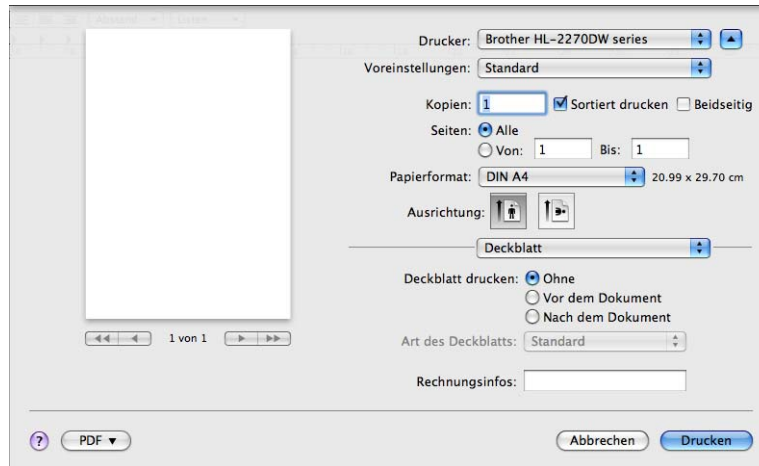 Abstand Listen
Drucker: Brother HL-2270DW series
Voreinstellungen: Standard
Kopien: 1 Sortiert drucken Beidseitig
Seiten: Alle
Von: 1 Bis: 1
Papierformat: DIN A4 20.99 x 29.70 cm
Ausrichtung:
Deckblatt
Deckblatt drucken: Ohne
Vor dem Dokument
Nach dem Dokument
1 von 1
Art des Deckblatts: Standard
Rechnungsinfos:
? PDF Abbrechen Drucken